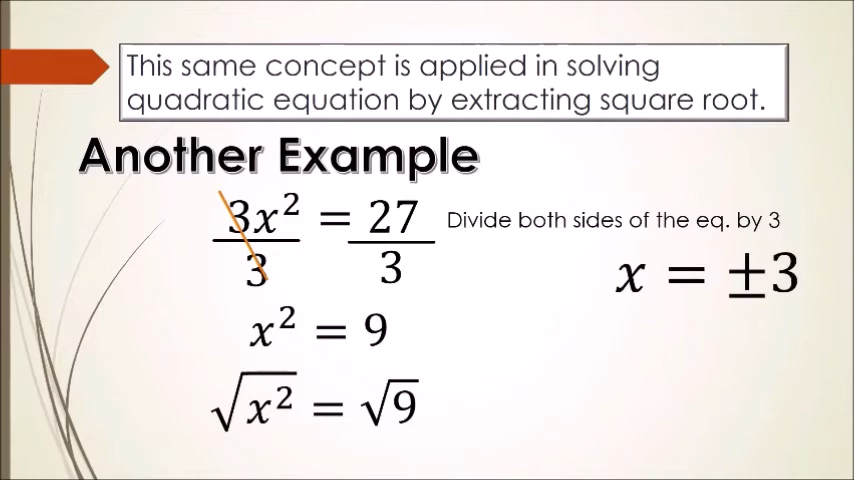 This same concept is applied in solving
quadratic equation by extracting square root.
Another Example
3x² = 27 Divide both sides of the eq. by 3
3 3
x = ±3
x² = 9
√x² = √9